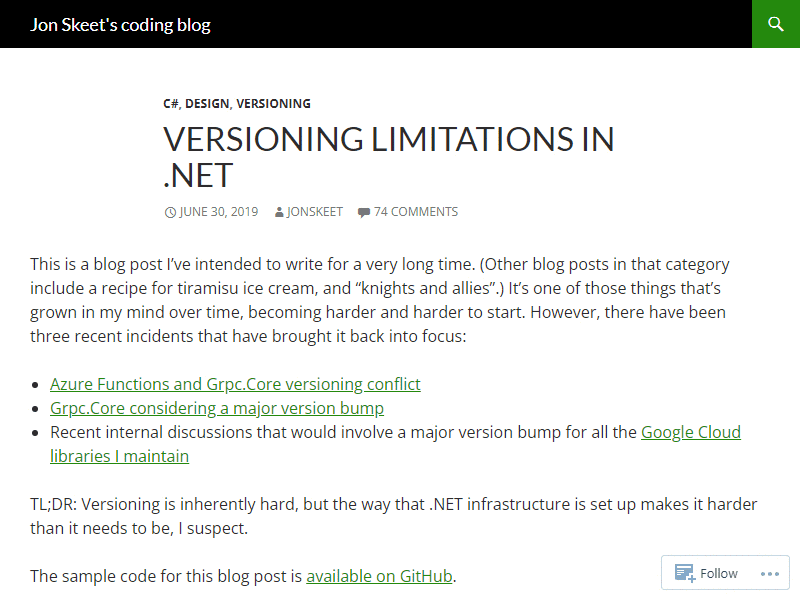 Jon Skeet's coding blog
C#, DESIGN, VERSIONING
VERSIONING LIMITATIONS IN
.NET
JUNE 30, 2019 JONSKEET 74 COMMENTS
This is a blog post I’ve intended to write for a very long time. (Other blog posts in that category
include a recipe for tiramisu ice cream, and “knights and allies”.) It’s one of those things that’s
grown in my mind over time, becoming harder and harder to start. However, there have been
three recent incidents that have brought it back into focus:
• Azure Functions and Grpc.Core versioning conflict
• Grpc.Core considering a major version bump
• Recent internal discussions that would involve a major version bump for all the Google Cloud
libraries I maintain
TL;DR: Versioning is inherently hard, but the way that .NET infrastructure is set up makes it harder
than it needs to be, I suspect.
The sample code for this blog post is available on GitHub.
Follow